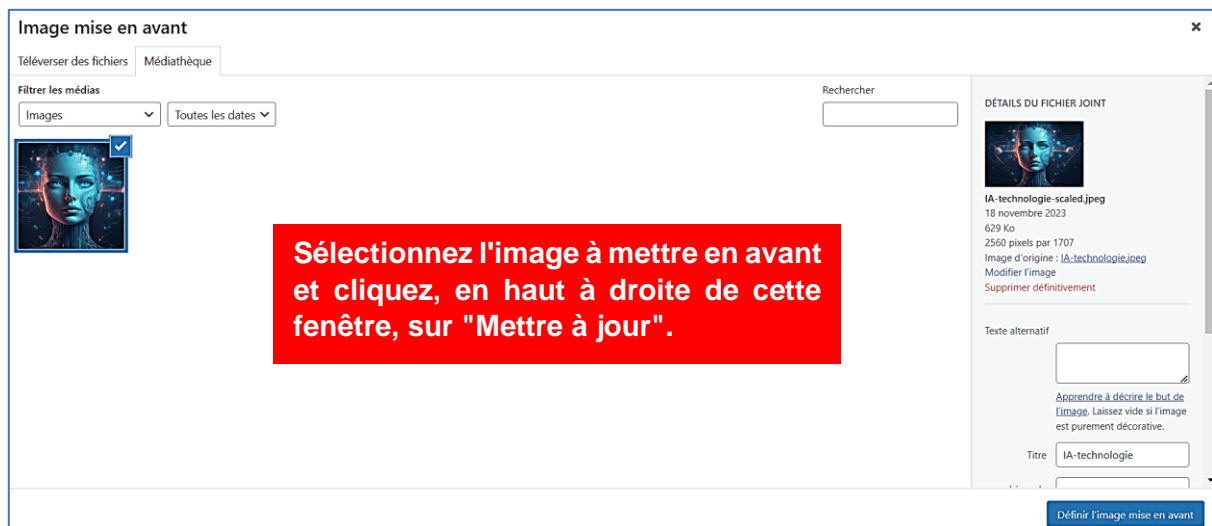 Image mise en avant
×
Téléverser des fichiers Médiathèque
Filtrer les médias
Rechercher
Images
Toutes les dates
DÉTAILS DU FICHIER JOINT
IA-technologie-scaled.jpeg
18 novembre 2023
629 Ko
2560 pixels par 1707
Image d'origine : IA-technologie.jpeg
Modifier l'image
Supprimer définitivement
Sélectionnez l'image à mettre en avant
et cliquez, en haut à droite de cette
fenêtre, sur "Mettre à jour".
Texte alternatif
Apprendre à décrire le but de
l'image. Laissez vide si l'image
est purement décorative.
Titre IA-technologie
Définir l'image mise en avant